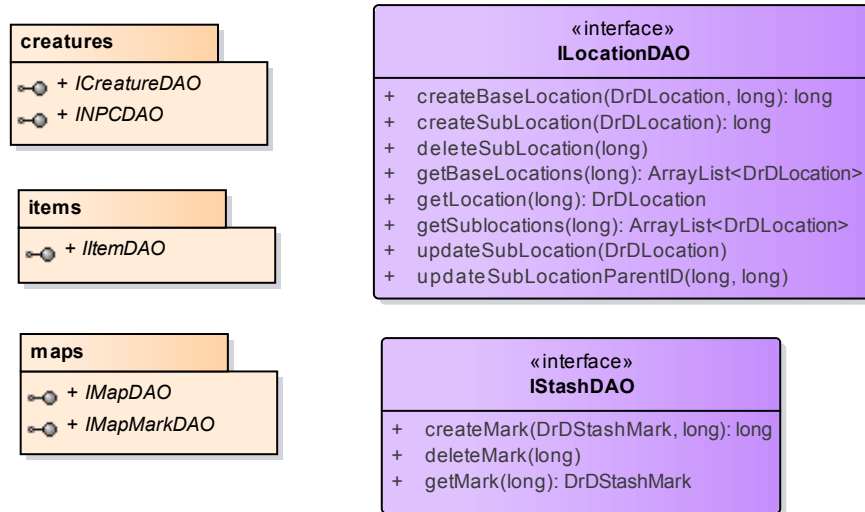 creatures
+ ICreatureDAO
+ INPCDAO
items
+ IItemDAO
maps
+ IMapDAO
+ IMapMarkDAO
«interface»
ILocationDAO
+ createBaseLocation(DrDLocation, long): long
+ createSubLocation(DrDLocation): long
+ deleteSubLocation(long)
+ getBaseLocations(long): ArrayList<DrDLocation>
+ getLocation(long): DrDLocation
+ getSublocations(long): ArrayList<DrDLocation>
+ updateSubLocation(DrDLocation)
+ updateSubLocationParentID(long, long)
«interface»
IStashDAO
+ createMark(DrDStashMark, long): long
+ deleteMark(long)
+ getMark(long): DrDStashMark